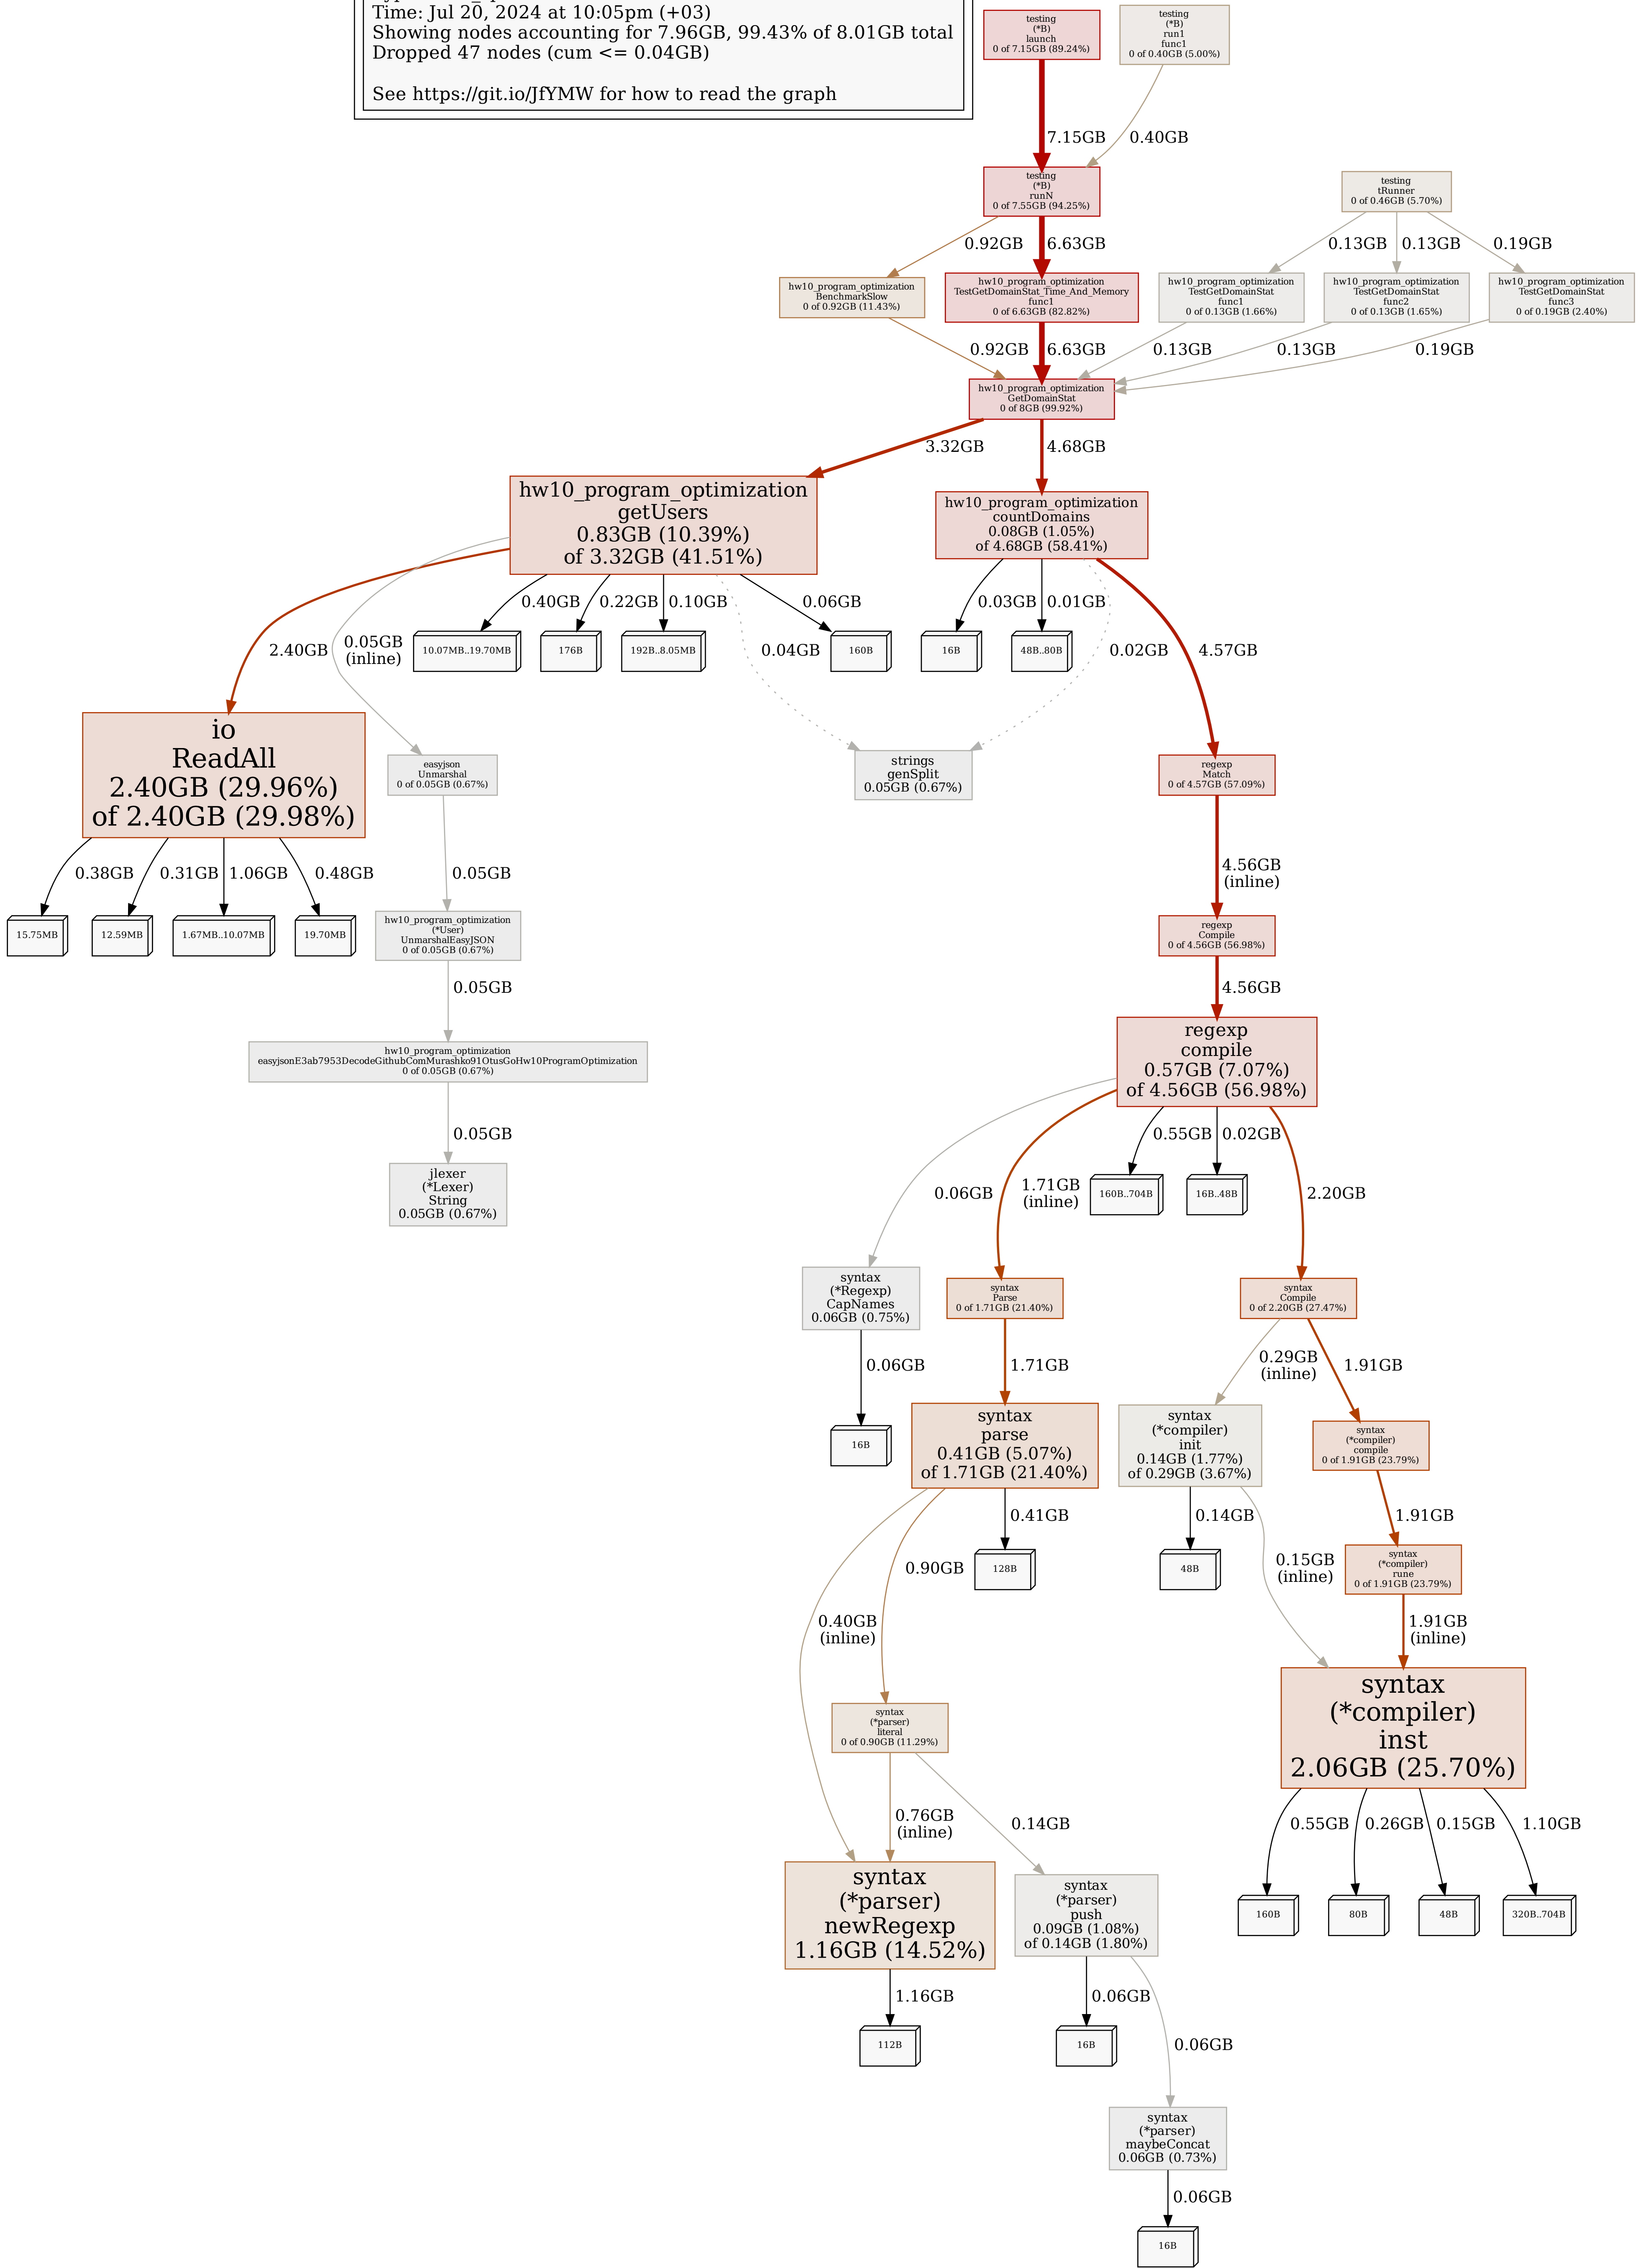 Time: Jul 20, 2024 at 10:05pm (+03)
Showing nodes accounting for 7.96GB, 99.43% of 8.01GB total
Dropped 47 nodes (cum <= 0.04GB)
See https://git.io/JfYMW for how to read the graph
testing
(*B)
launch
0 of 7.15GB (89.24%)
testing
(*B)
run1
func1
0 of 0.40GB (5.00%)
7.15GB
0.40GB
testing
(*B)
runN
0 of 7.55GB (94.25%)
testing
tRunner
0 of 0.46GB (5.70%)
0.92GB
6.63GB
0.13GB
0.13GB
0.19GB
hw10_program_optimization
BenchmarkSlow
0 of 0.92GB (11.43%)
hw10_program_optimization
TestGetDomainStat_Time_And_Memory
func1
0 of 6.63GB (82.82%)
hw10_program_optimization
TestGetDomainStat
func1
0 of 0.13GB (1.66%)
hw10_program_optimization
TestGetDomainStat
func2
0 of 0.13GB (1.65%)
hw10_program_optimization
TestGetDomainStat
func3
0 of 0.19GB (2.40%)
0.92GB
6.63GB
0.13GB
0.13GB
0.19GB
hw10_program_optimization
GetDomainStat
0 of 8GB (99.92%)
3.32GB
4.68GB
hw10_program_optimization
getUsers
0.83GB (10.39%)
of 3.32GB (41.51%)
hw10_program_optimization
countDomains
0.08GB (1.05%)
of 4.68GB (58.41%)
2.40GB
0.05GB
(inline)
0.40GB
0.22GB
0.10GB
0.04GB
0.06GB
0.03GB
0.01GB
0.02GB
4.57GB
10.07MB..19.70MB
176B
192B..8.05MB
160B
16B
48B..80B
io
ReadAll
2.40GB (29.96%)
of 2.40GB (29.98%)
easyjson
Unmarshal
0 of 0.05GB (0.67%)
strings
genSplit
0.05GB (0.67%)
regexp
Match
0 of 4.57GB (57.09%)
0.38GB
0.31GB
1.06GB
0.48GB
0.05GB
4.56GB
(inline)
15.75MB
12.59MB
1.67MB..10.07MB
19.70MB
hw10_program_optimization
(*User)
UnmarshalEasyJSON
0 of 0.05GB (0.67%)
regexp
Compile
0 of 4.56GB (56.98%)
0.05GB
4.56GB
hw10_program_optimization
easyjsonE3ab7953DecodeGithubComMurashko91OtusGoHw10ProgramOptimization
0 of 0.05GB (0.67%)
regexp
compile
0.57GB (7.07%)
of 4.56GB (56.98%)
0.05GB
0.06GB
1.71GB
(inline)
0.55GB
0.02GB
2.20GB
jlexer
(*Lexer)
String
0.05GB (0.67%)
160B..704B
16B..48B
syntax
(*Regexp)
CapNames
0.06GB (0.75%)
syntax
Parse
0 of 1.71GB (21.40%)
syntax
Compile
0 of 2.20GB (27.47%)
0.06GB
1.71GB
0.29GB
(inline)
1.91GB
16B
syntax
parse
0.41GB (5.07%)
of 1.71GB (21.40%)
syntax
(*compiler)
init
0.14GB (1.77%)
of 0.29GB (3.67%)
syntax
(*compiler)
compile
0 of 1.91GB (23.79%)
0.40GB
(inline)
0.90GB
0.41GB
0.14GB
0.15GB
(inline)
1.91GB
128B
48B
syntax
(*compiler)
rune
0 of 1.91GB (23.79%)
1.91GB
(inline)
syntax
(*parser)
literal
0 of 0.90GB (11.29%)
syntax
(*compiler)
inst
2.06GB (25.70%)
0.76GB
(inline)
0.14GB
0.55GB
0.26GB
0.15GB
1.10GB
syntax
(*parser)
newRegexp
1.16GB (14.52%)
syntax
(*parser)
push
0.09GB (1.08%)
of 0.14GB (1.80%)
160B
80B
48B
320B..704B
1.16GB
0.06GB
0.06GB
112B
16B
syntax
(*parser)
maybeConcat
0.06GB (0.73%)
0.06GB
16B